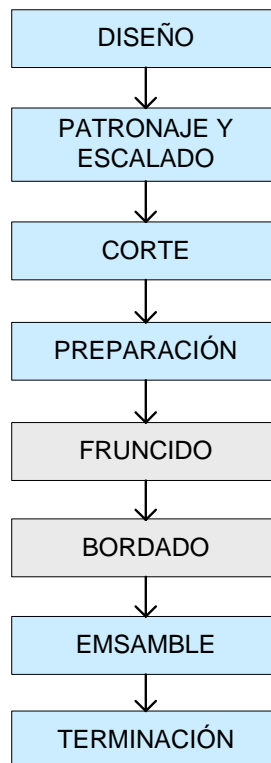 DISEÑO
PATRONAJE Y
ESCALADO
CORTE
PREPARACIÓN
FRUNCIDO
BORDADO
EMSAMBLE
TERMINACIÓN